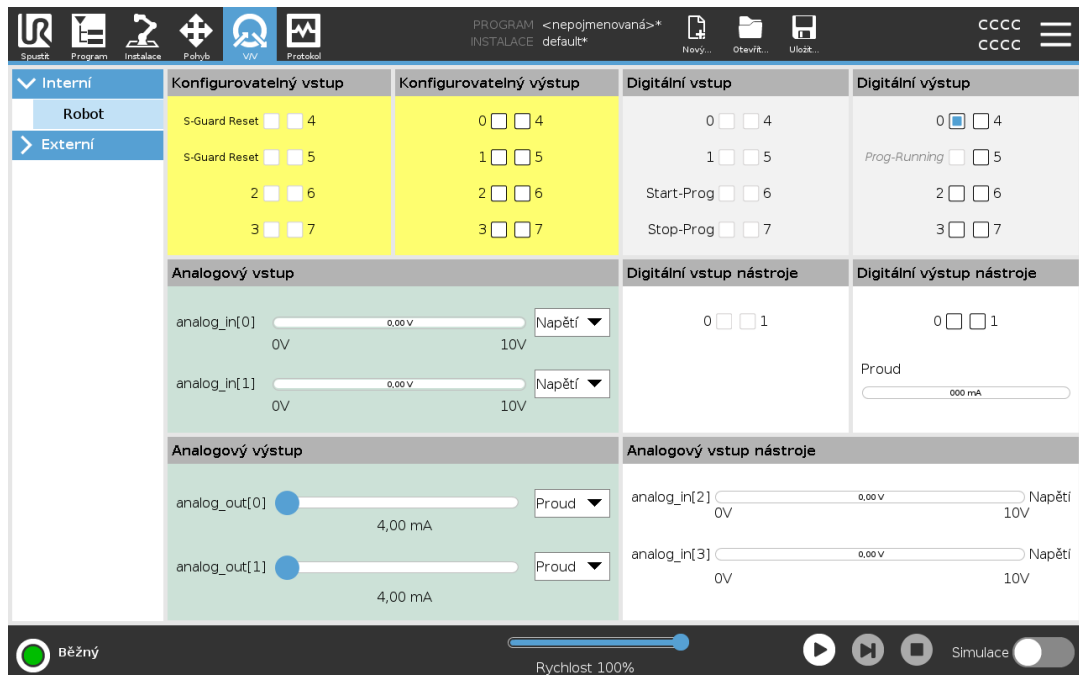 PROGRAM <nepojmenovaná>*
INSTALACE default*
CCCC
CCCC
Spustit Program Instalace Pohyb V/V Protokol Nový... Otevřít... Uložit...
Interní
Robot
Externí
Konfigurovatelný vstup
S-Guard Reset 4
S-Guard Reset 5
2 6
3 7
Konfigurovatelný výstup
0 4
1 5
2 6
3 7
Digitální vstup
0 4
1 5
Start-Prog 6
Stop-Prog 7
Digitální výstup
0 4
Prog-Running 5
2 6
3 7
Analogový vstup
analog_in[0] 0,00 V Napětí
0V 10V
analog_in[1] 0,00 V Napětí
0V 10V
Digitální vstup nástroje
0 1
Digitální výstup nástroje
0 1
Proud
000 mA
Analogový výstup
analog_out[0] Proud
4,00 mA
analog_out[1] Proud
4,00 mA
Analogový vstup nástroje
analog_in[2] 0,00 V Napětí
0V 10V
analog_in[3] 0,00 V Napětí
0V 10V
Běžný
Rychlost 100%
Simulace